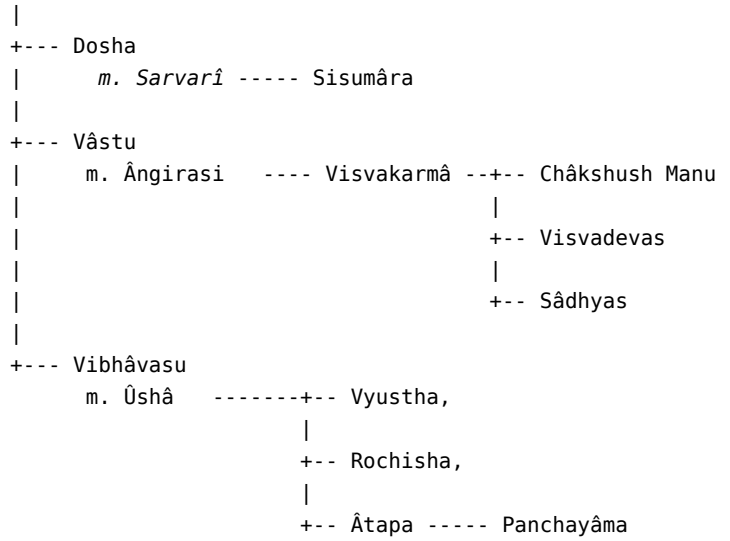 |
+--- Dosha
|      m. Sarvarî ----- Sisumâra
|
+--- Vâstu
|     m. Ângirasi   ---- Visvakarmâ --+-- Châkshush Manu
|                                     |
|                                     +-- Visvadevas
|                                     |
|                                     +-- Sâdhyas
|
+--- Vibhâvasu
      m. Ûshâ   -------+-- Vyustha,
                       |
                       +-- Rochisha,
                       |
                       +-- Âtapa ----- Panchayâma